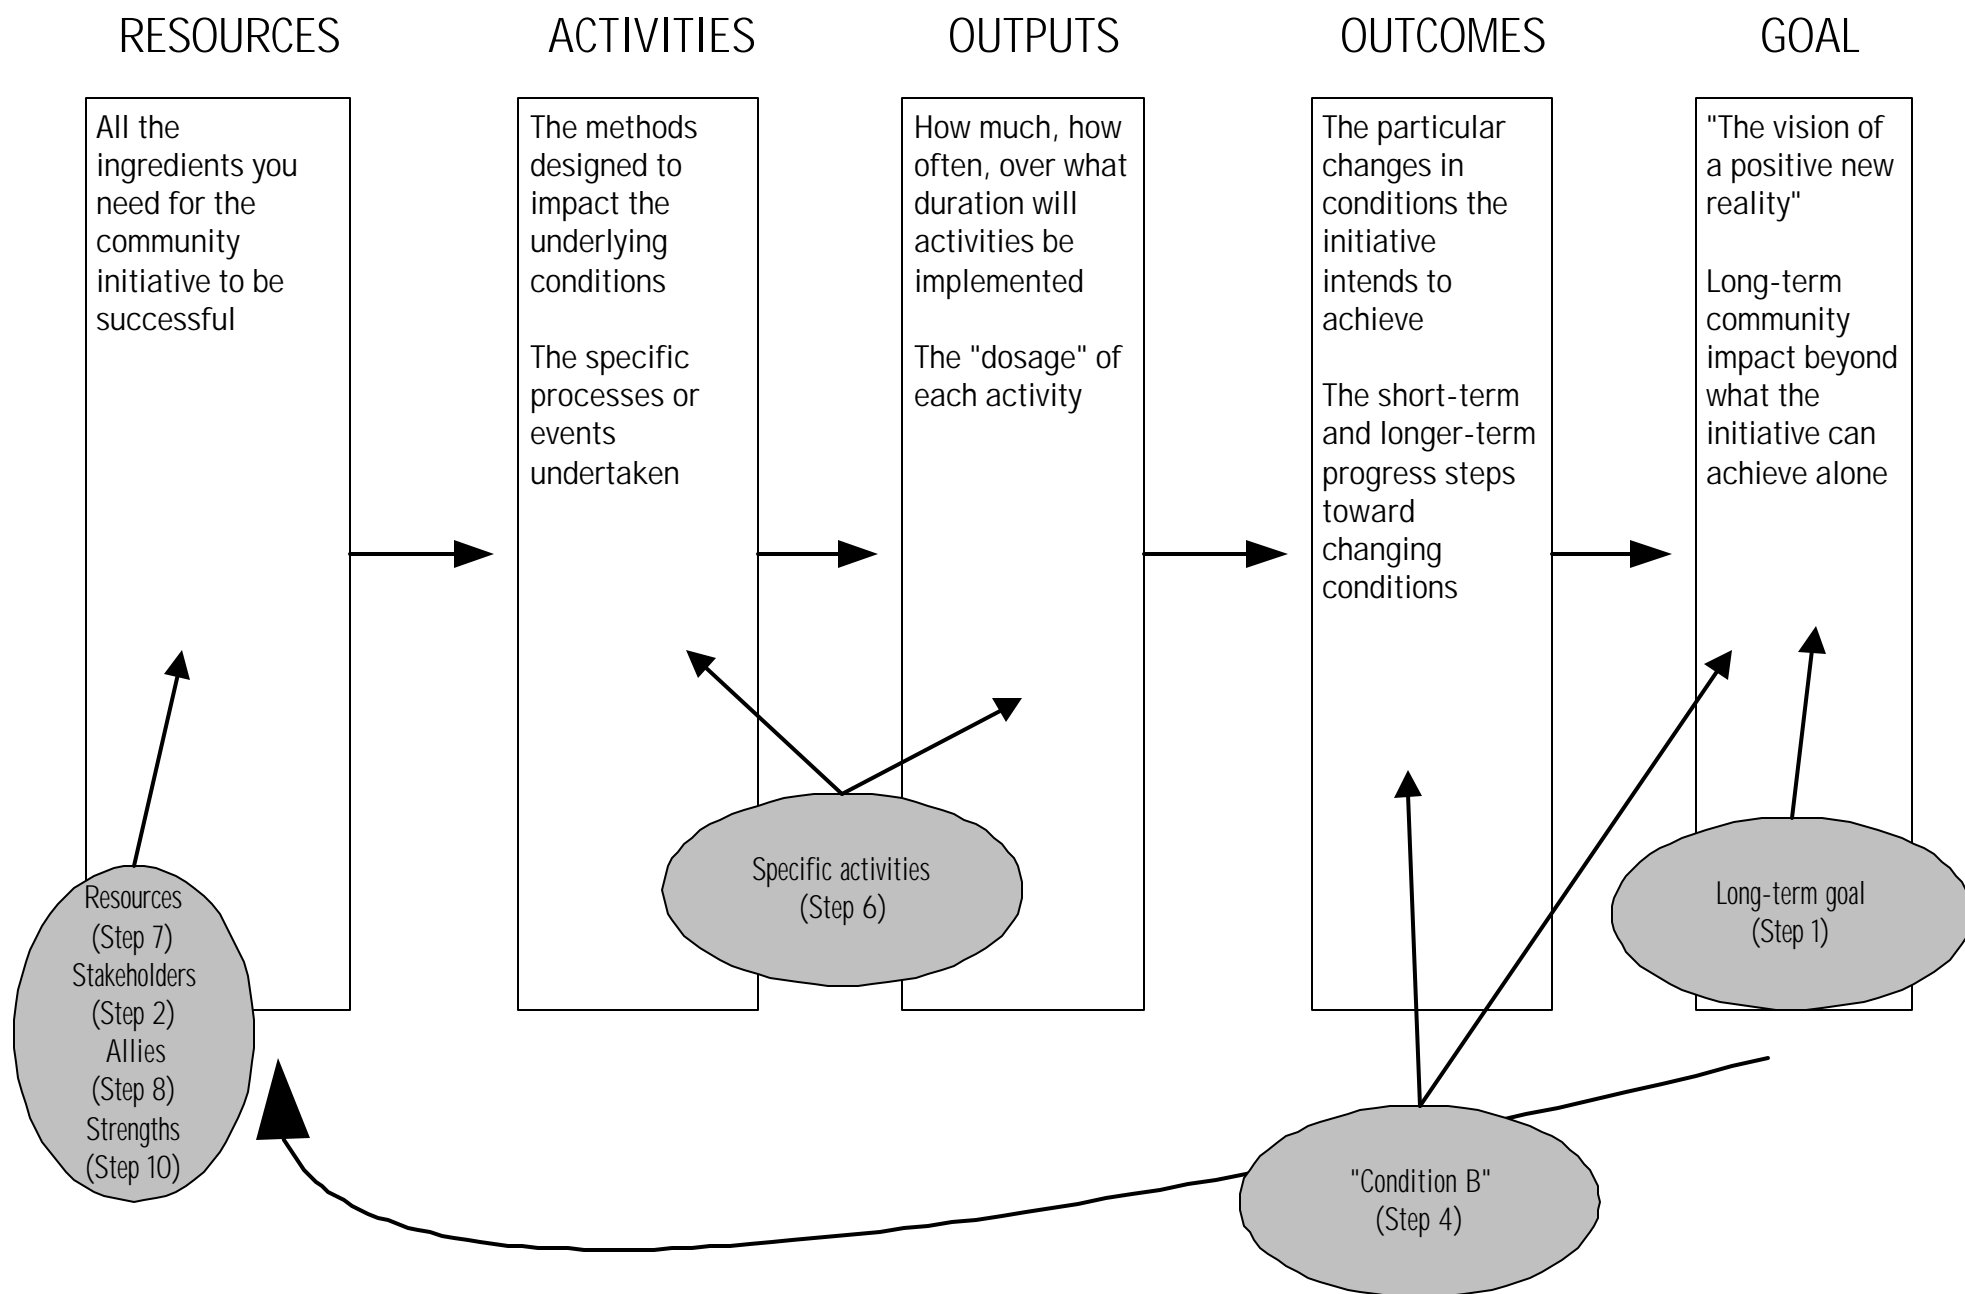 RESOURCES
ACTIVITIES
OUTPUTS
OUTCOMES
GOAL
All the
ingredients you
need for the
community
initiative to be
successful
The methods
designed to
impact the
underlying
conditions
The specific
processes or
events
undertaken
How much, how
often, over what
duration will
activities be
implemented
The "dosage" of
each activity
The particular
changes in
conditions the
initiative
intends to
achieve
The short-term
and longer-term
progress steps
toward
changing
conditions
"The vision of
a positive new
reality"
Long-term
community
impact beyond
what the
initiative can
achieve alone
Resources
(Step 7)
Stakeholders
(Step 2)
Allies
(Step 8)
Strengths
(Step 10)
Specific activities
(Step 6)
"Condition B"
(Step 4)
Long-term goal
(Step 1)